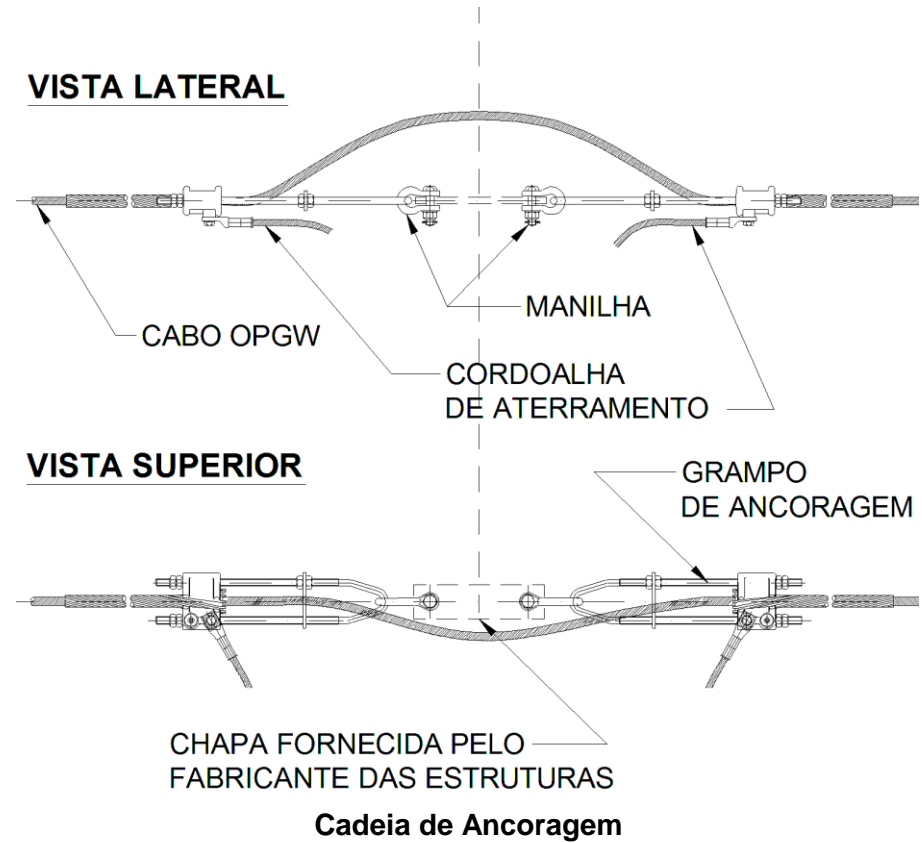 VISTA LATERAL
MANILHA
CABO OPGW
CORDOALHA
DE ATERRAMENTO
VISTA SUPERIOR
GRAMPO
DE ANCORAGEM
CHAPA FORNECIDA PELO
FABRICANTE DAS ESTRUTURAS
Cadeia de Ancoragem